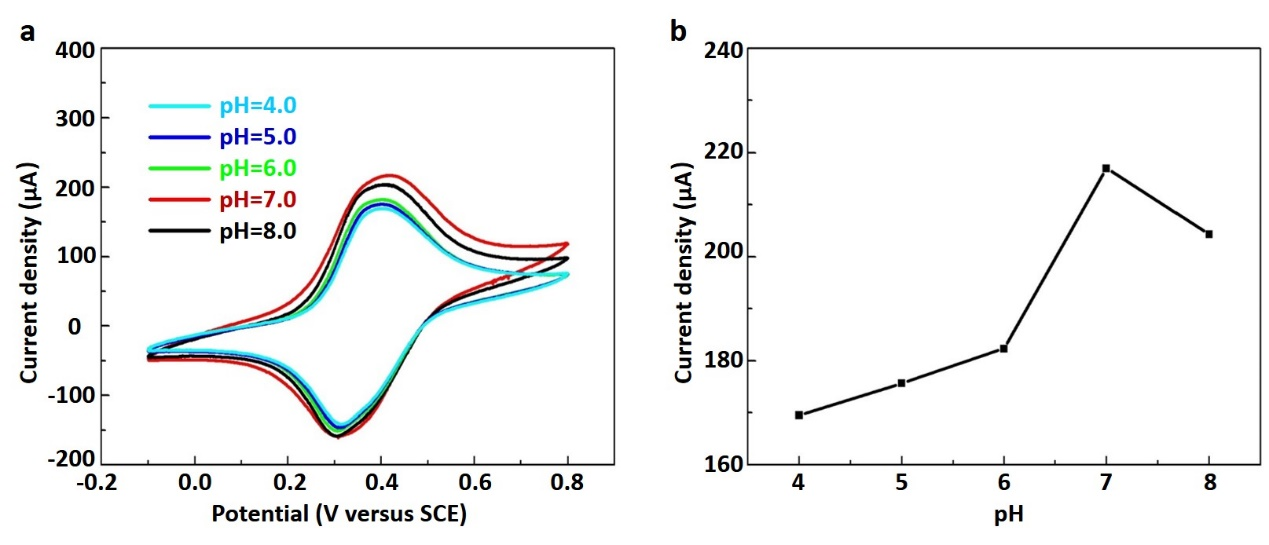 a
400
300
200
100
0
-100
-200
-0.2 0.0 0.2 0.4 0.6 0.8
Current density (µA)
Potential (V versus SCE)
pH=4.0
pH=5.0
pH=6.0
pH=7.0
pH=8.0
b
240
220
200
180
160
4 5 6 7 8
Current density (µA)
pH